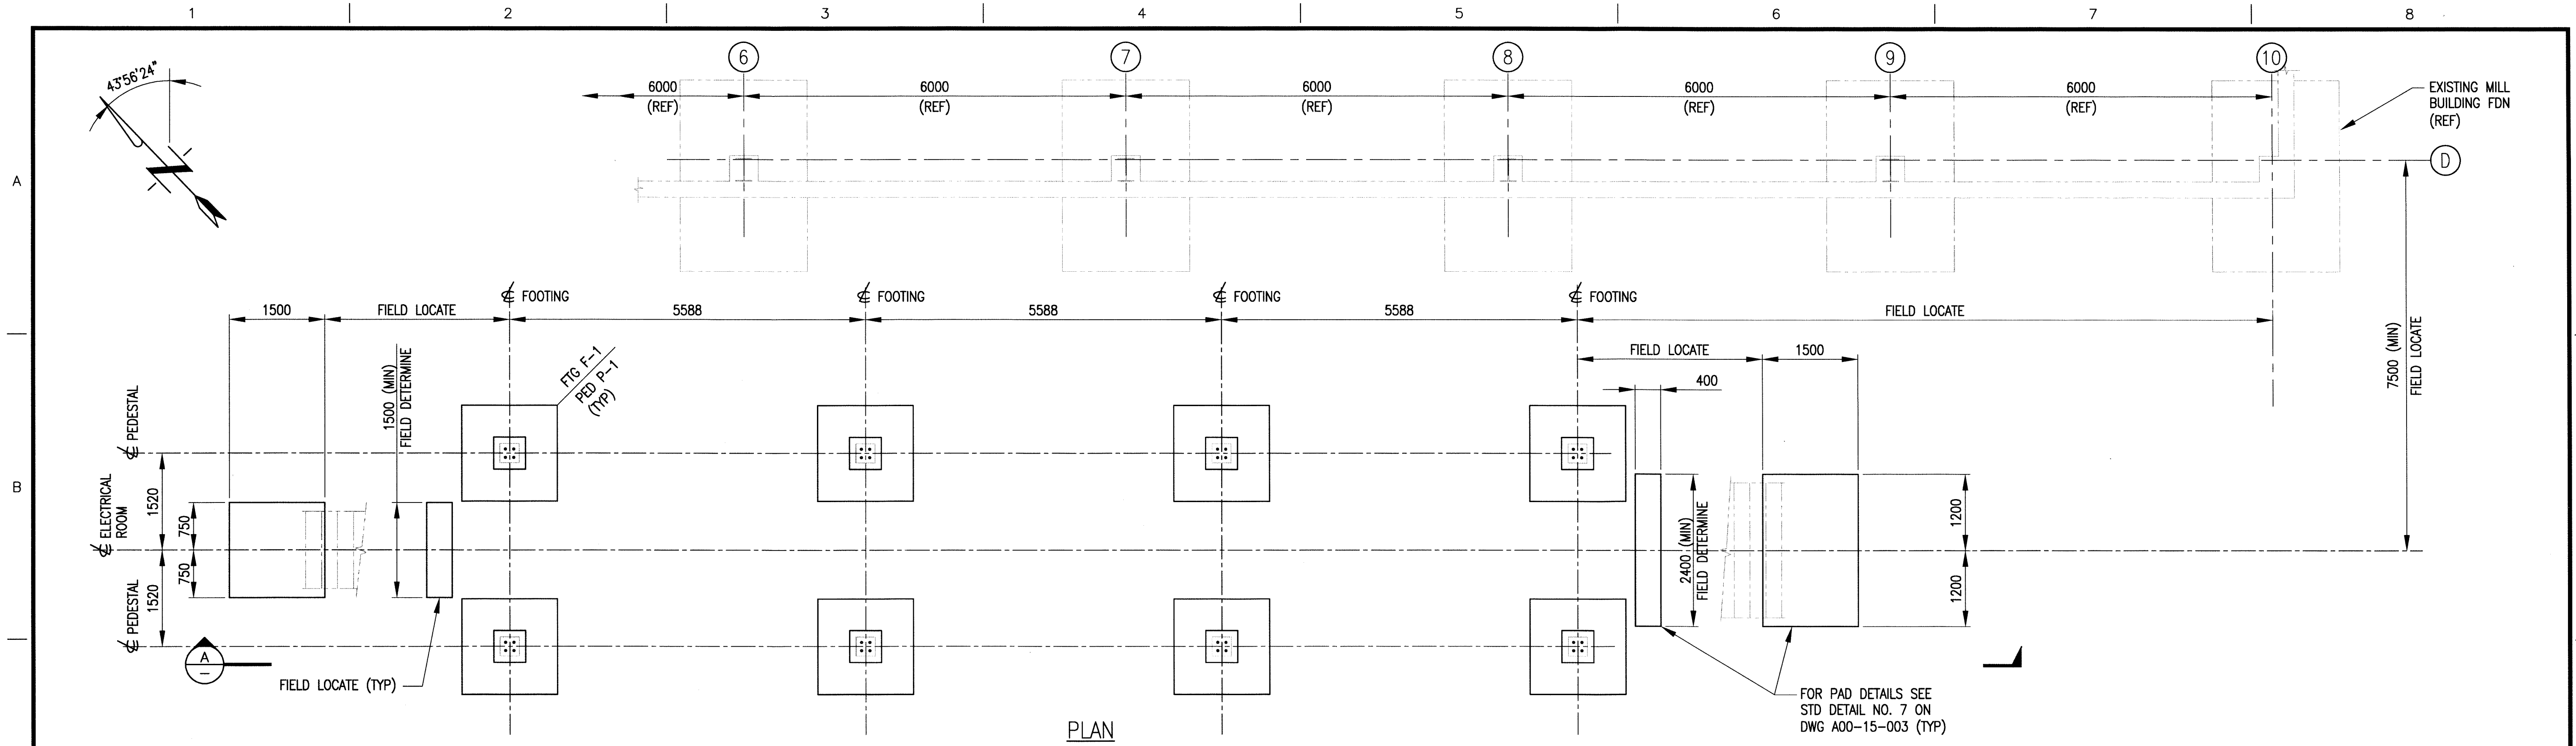 1 2 3 4 5 6 7 8
A
B
43°56'24"
6 7 8 9 10
6000 6000 6000 6000 6000
(REF) (REF) (REF) (REF) (REF)
EXISTING MILL
BUILDING FDN
(REF)
D
℄ FOOTING ℄ FOOTING ℄ FOOTING ℄ FOOTING
1500 FIELD LOCATE 5588 5588 5588 FIELD LOCATE
7500 (MIN)
FIELD LOCATE
FIELD LOCATE 1500
400
FTG F-1
PED P-1
(TYP)
1500 (MIN)
FIELD DETERMINE
℄ PEDESTAL
1520
℄ ELECTRICAL
ROOM
750
750
℄ PEDESTAL
1520
2400 (MIN)
FIELD DETERMINE
1200
1200
A
–
FIELD LOCATE (TYP)
FOR PAD DETAILS SEE
STD DETAIL NO. 7 ON
DWG A00-15-003 (TYP)
PLAN